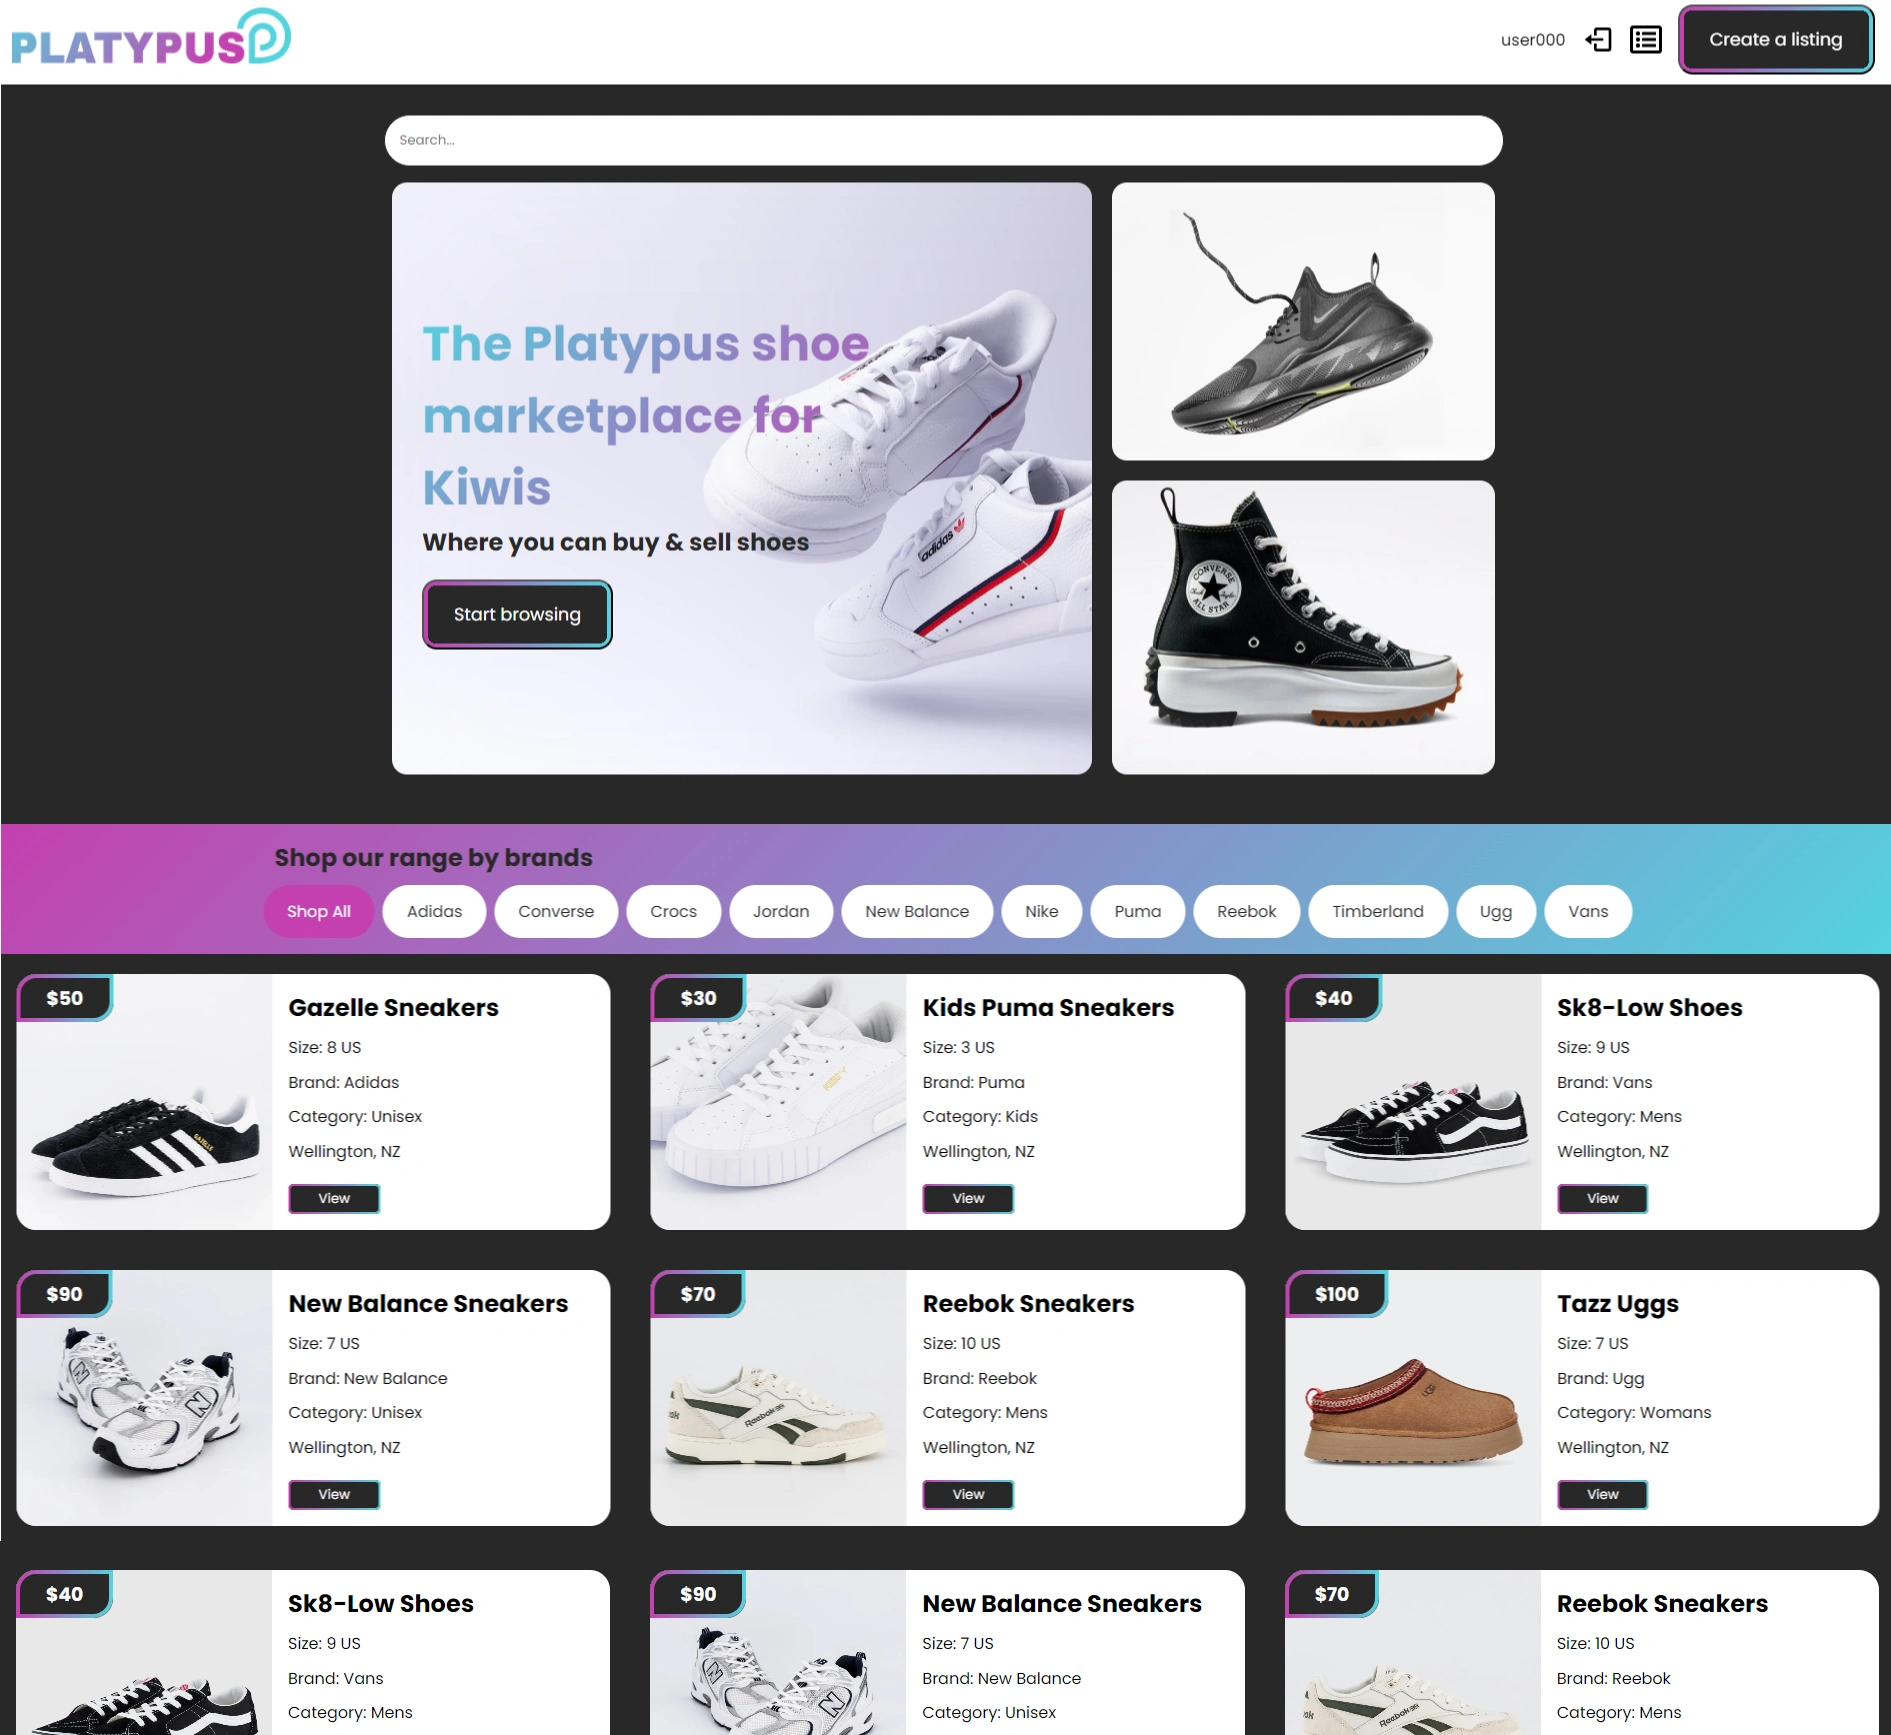 PLATYPUS
user000
Create a listing
Search...
The Platypus shoe
marketplace for
Kiwis
Where you can buy & sell shoes
Start browsing
adidas
CONVERSE
ALL STAR
Shop our range by brands
Shop All
Adidas
Converse
Crocs
Jordan
New Balance
Nike
Puma
Reebok
Timberland
Ugg
Vans
$50
Gazelle Sneakers
Size: 8 US
Brand: Adidas
Category: Unisex
Wellington, NZ
View
GAZELLE
$30
Kids Puma Sneakers
Size: 3 US
Brand: Puma
Category: Kids
Wellington, NZ
View
$40
Sk8-Low Shoes
Size: 9 US
Brand: Vans
Category: Mens
Wellington, NZ
View
$90
New Balance Sneakers
Size: 7 US
Brand: New Balance
Category: Unisex
Wellington, NZ
View
$70
Reebok Sneakers
Size: 10 US
Brand: Reebok
Category: Mens
Wellington, NZ
View
Reebok
$100
Tazz Uggs
Size: 7 US
Brand: Ugg
Category: Womans
Wellington, NZ
View
UGG
$40
Sk8-Low Shoes
Size: 9 US
Brand: Vans
Category: Mens
$90
New Balance Sneakers
Size: 7 US
Brand: New Balance
Category: Unisex
$70
Reebok Sneakers
Size: 10 US
Brand: Reebok
Category: Mens
Reebok